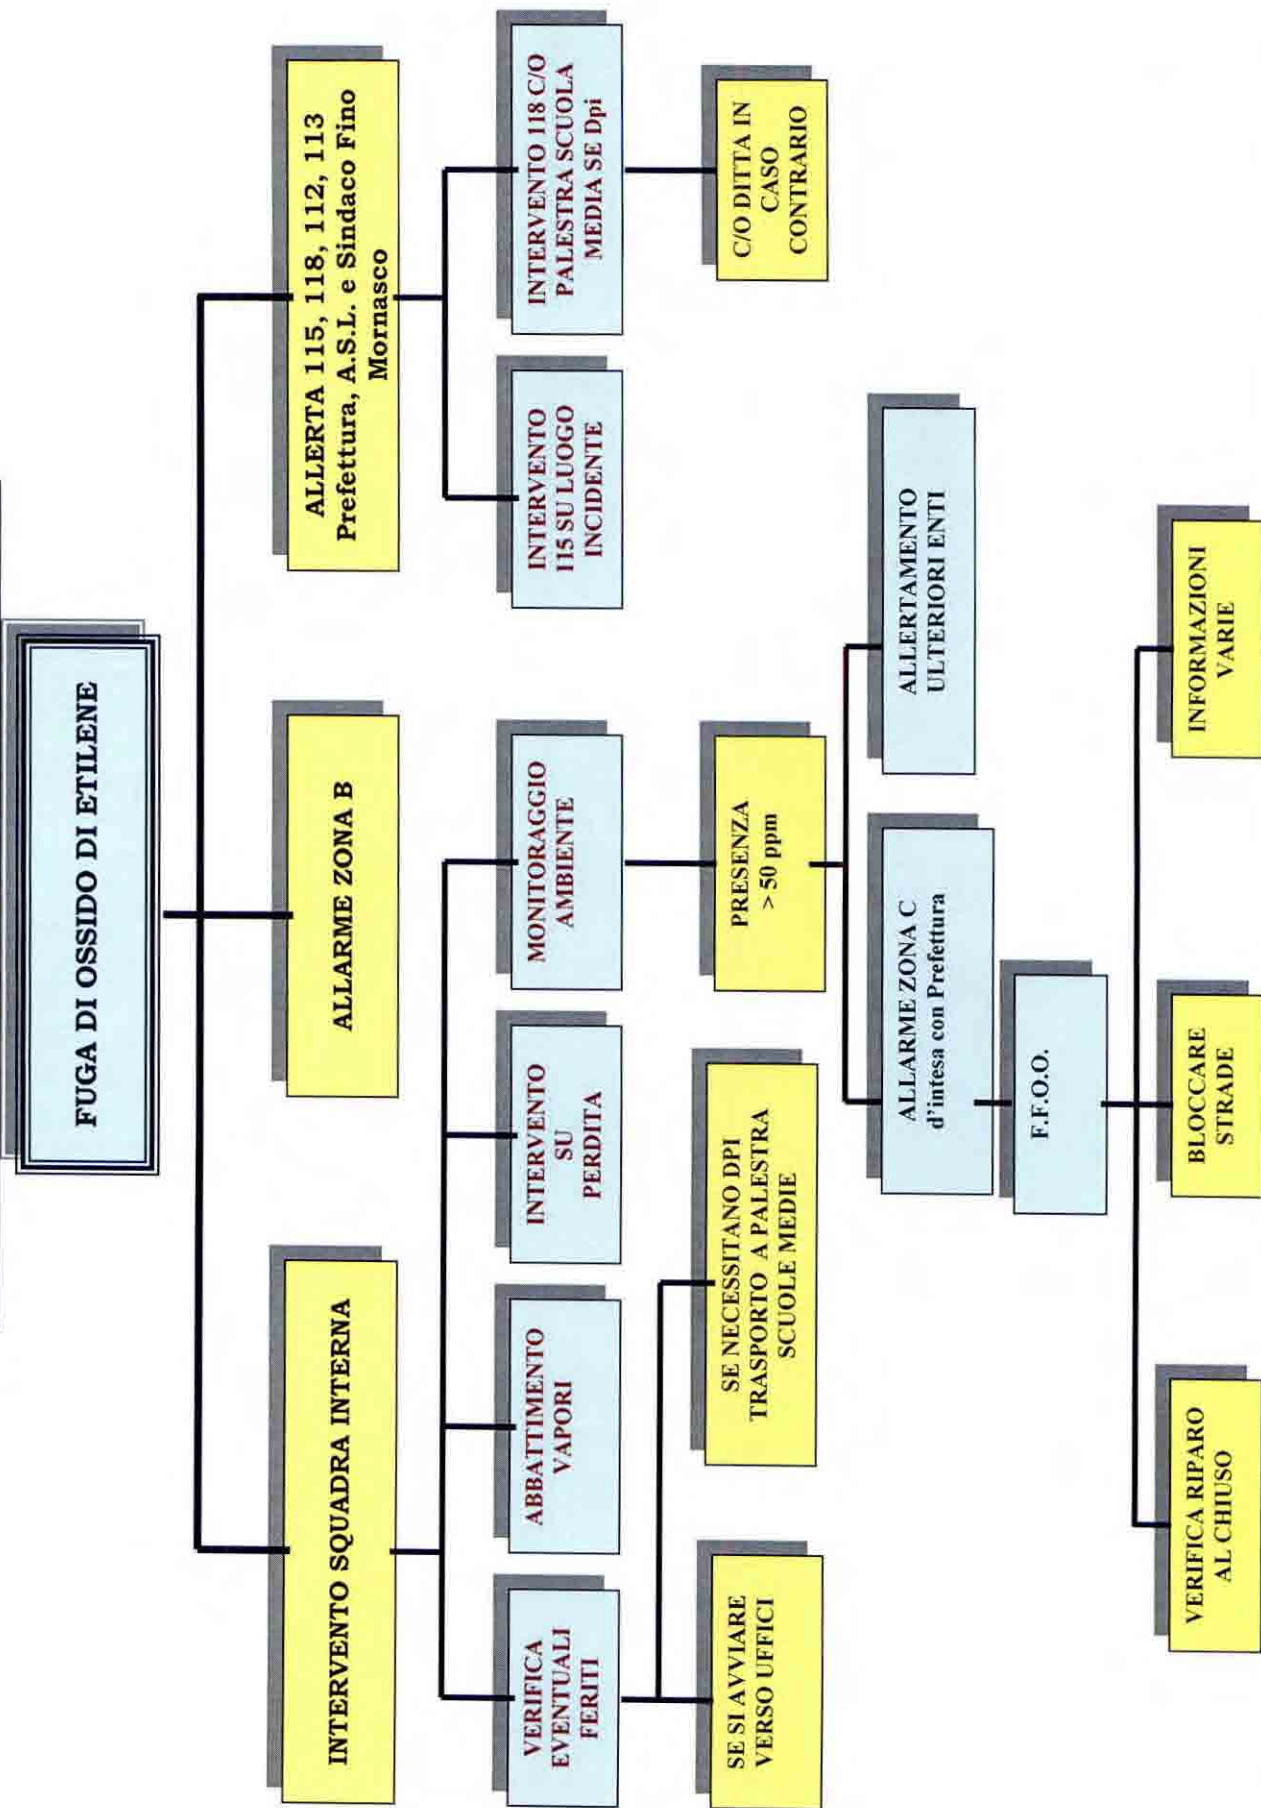 FUGA DI OSSIDO DI ETILENE
INTERVENTO SQUADRA INTERNA
ALLARME ZONA B
ALLERTA 115, 118, 112, 113
Prefettura, A.S.L. e Sindaco Fino
Mornasco
VERIFICA
EVENTUALI
FERITI
ABBATTIMENTO
VAPORI
INTERVENTO
SU
PERDITA
MONITORAGGIO
AMBIENTE
INTERVENTO
115 SU LUOGO
INCIDENTE
INTERVENTO 118 C/O
PALESTRA SCUOLA
MEDIA SE Dpi
SE SI AVVIARE
VERSO UFFICI
SE NECESSITANO DPI
TRASPORTO A PALESTRA
SCUOLE MEDIE
PRESENZA
> 50 ppm
C/O DITTA IN
CASO
CONTRARIO
ALLARME ZONA C
d'intesa con Prefettura
ALLERTAMENTO
ULTERIORI ENTI
F.F.O.O.
VERIFICA RIPARO
AL CHIUSO
BLOCCARE
STRADE
INFORMAZIONI
VARIE